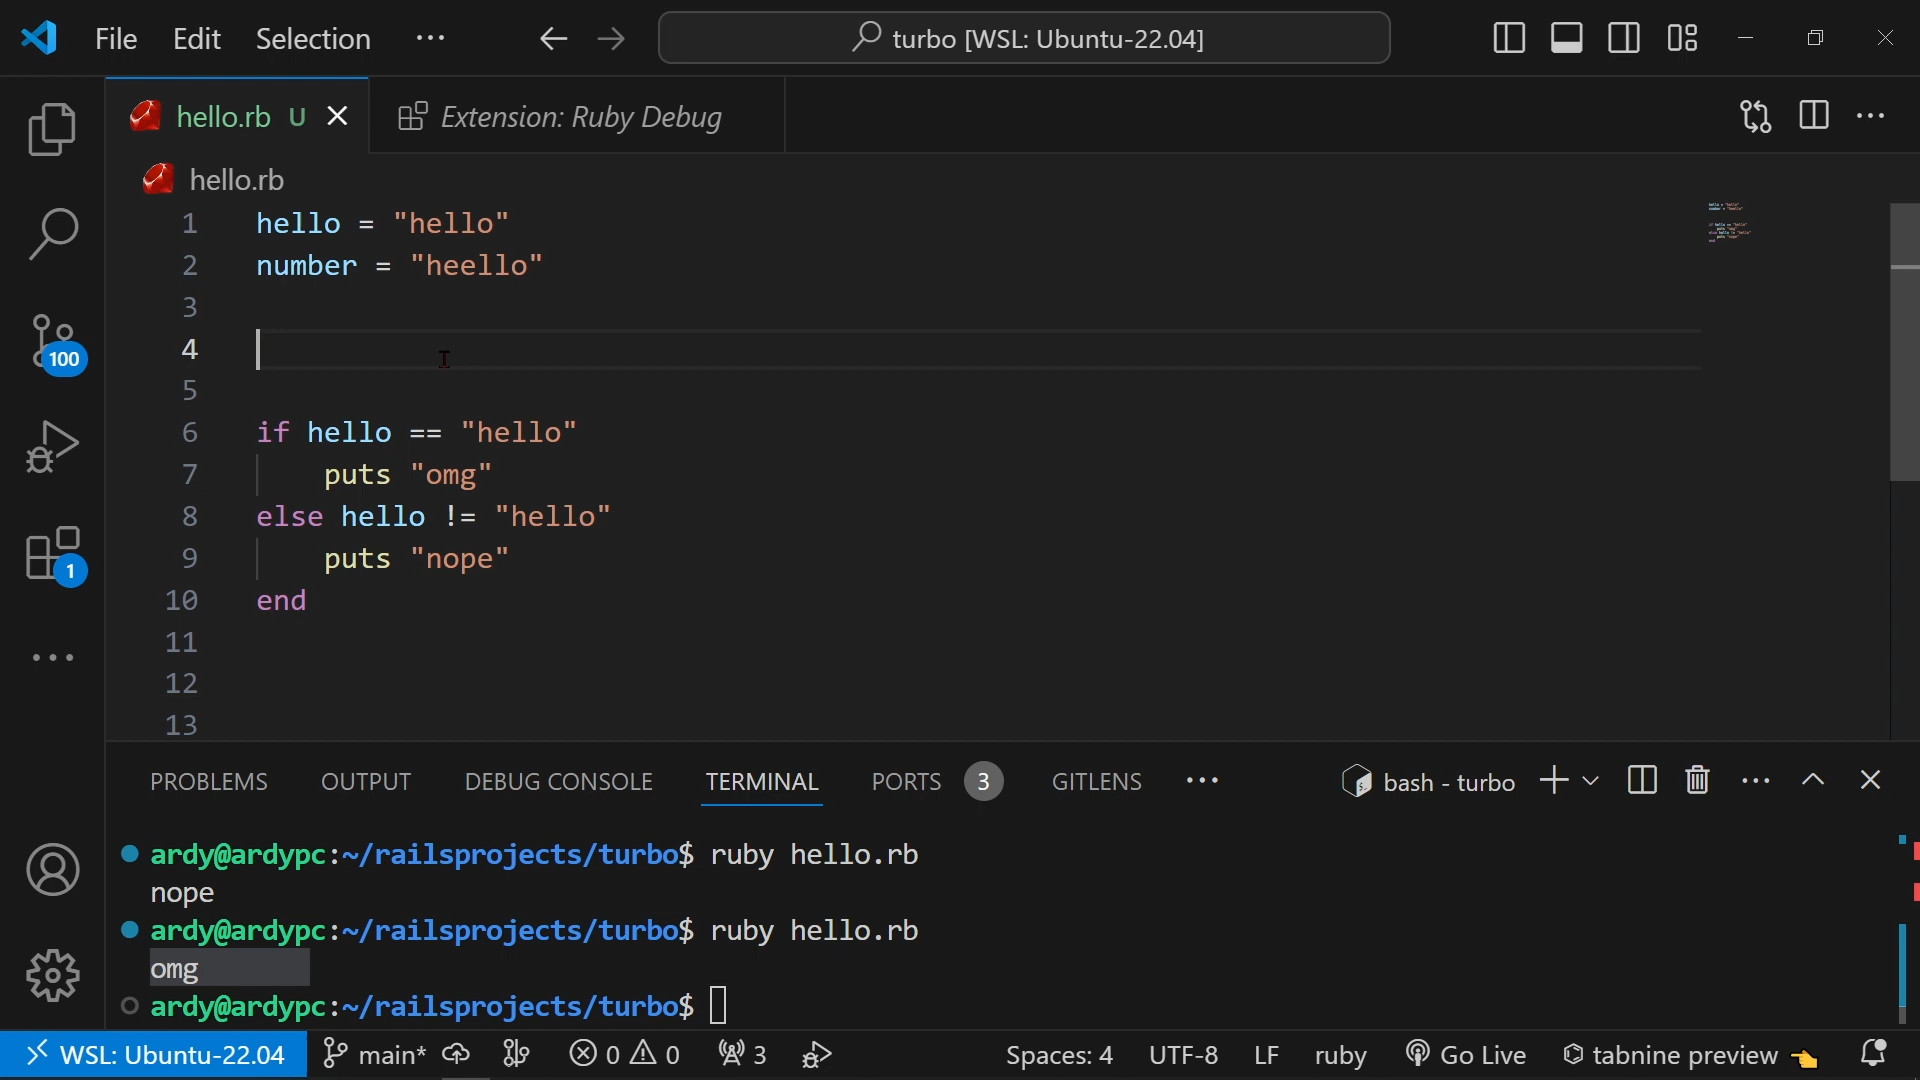 File Edit Selection ··· turbo [WSL: Ubuntu-22.04]
hello.rb U Extension: Ruby Debug
hello.rb
1 hello = "hello"
2 number = "heello"
3
4
5
6 if hello == "hello"
7 puts "omg"
8 else hello != "hello"
9 puts "nope"
10 end
11
12
13
100
1
PROBLEMS OUTPUT DEBUG CONSOLE TERMINAL PORTS 3 GITLENS ··· bash - turbo
ardy@ardypc:~/railsprojects/turbo$ ruby hello.rb
nope
ardy@ardypc:~/railsprojects/turbo$ ruby hello.rb
omg
ardy@ardypc:~/railsprojects/turbo$
WSL: Ubuntu-22.04 main* 0 0 3 Spaces: 4 UTF-8 LF ruby Go Live tabnine preview